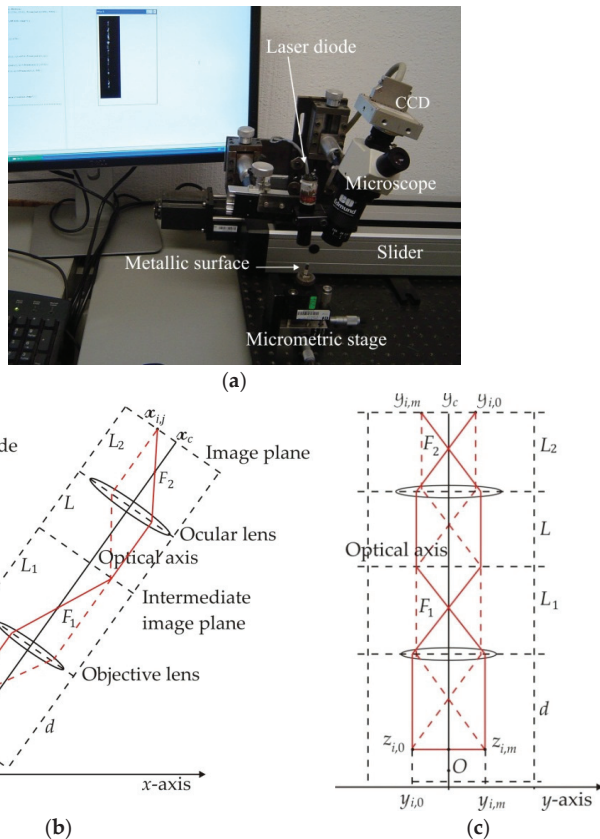 Laser diode
CCD
Microscope
Edmund
Slider
Metallic surface
Micrometric stage
(a)
de
x_{i,j}
x_c
L_2
F_2
Image plane
L
Ocular lens
L_1
Optical axis
Intermediate
image plane
F_1
Objective lens
d
x-axis
(b)
y_{i,m} y_c y_{i,0}
F_2
L_2
L
Optical axis
F_1
L_1
d
z_{i,0} z_{i,m}
O
y_{i,0} y_{i,m} y-axis
(c)